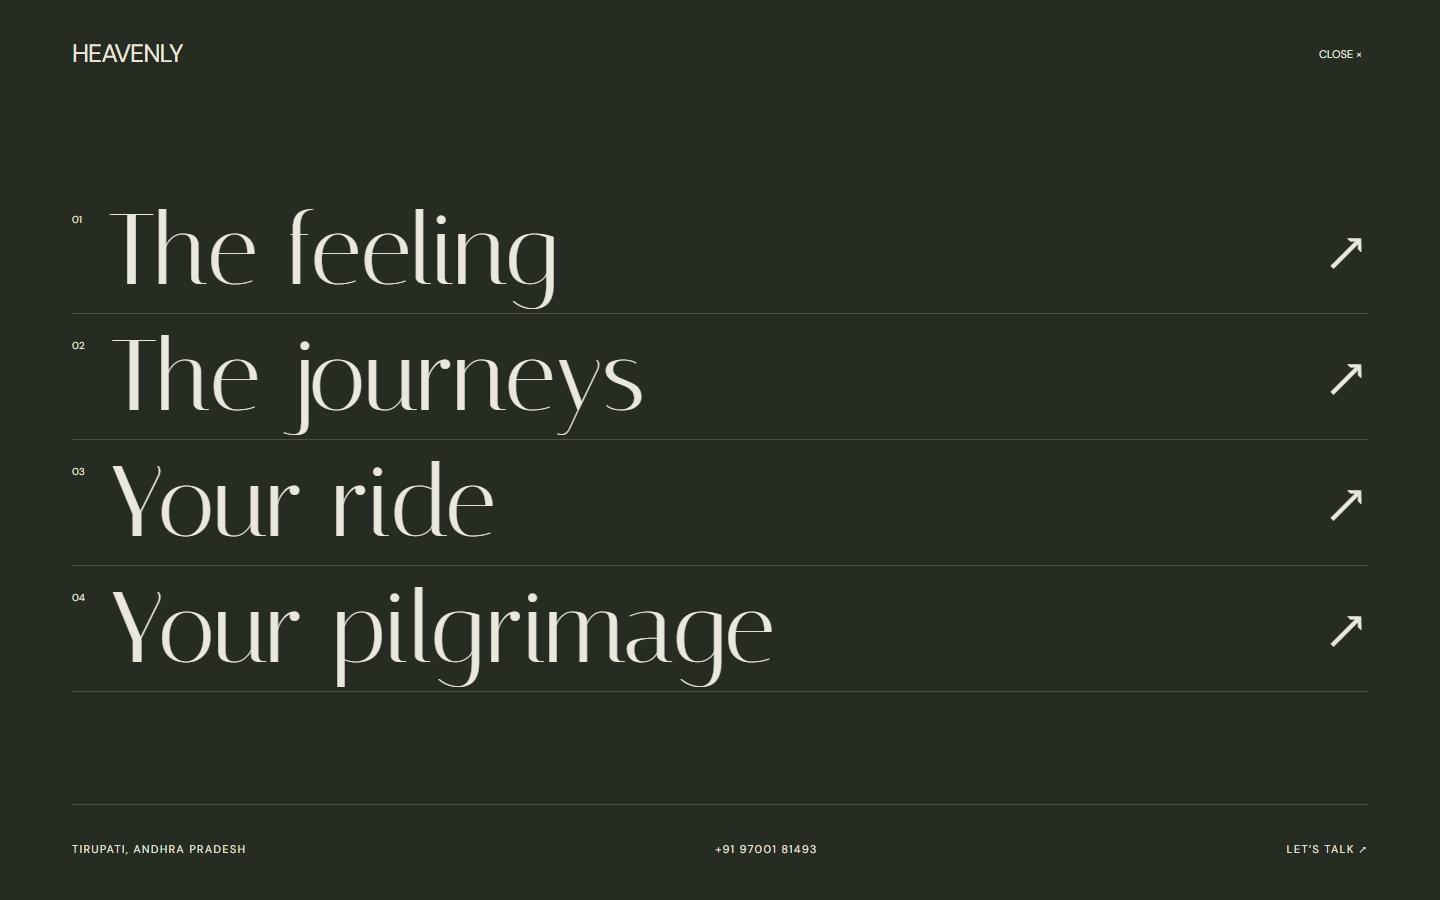 HEAVENLY
CLOSE ×
01 The feeling ↗
02 The journeys ↗
03 Your ride ↗
04 Your pilgrimage ↗
TIRUPATI, ANDHRA PRADESH
+91 97001 81493
LET’S TALK ↗